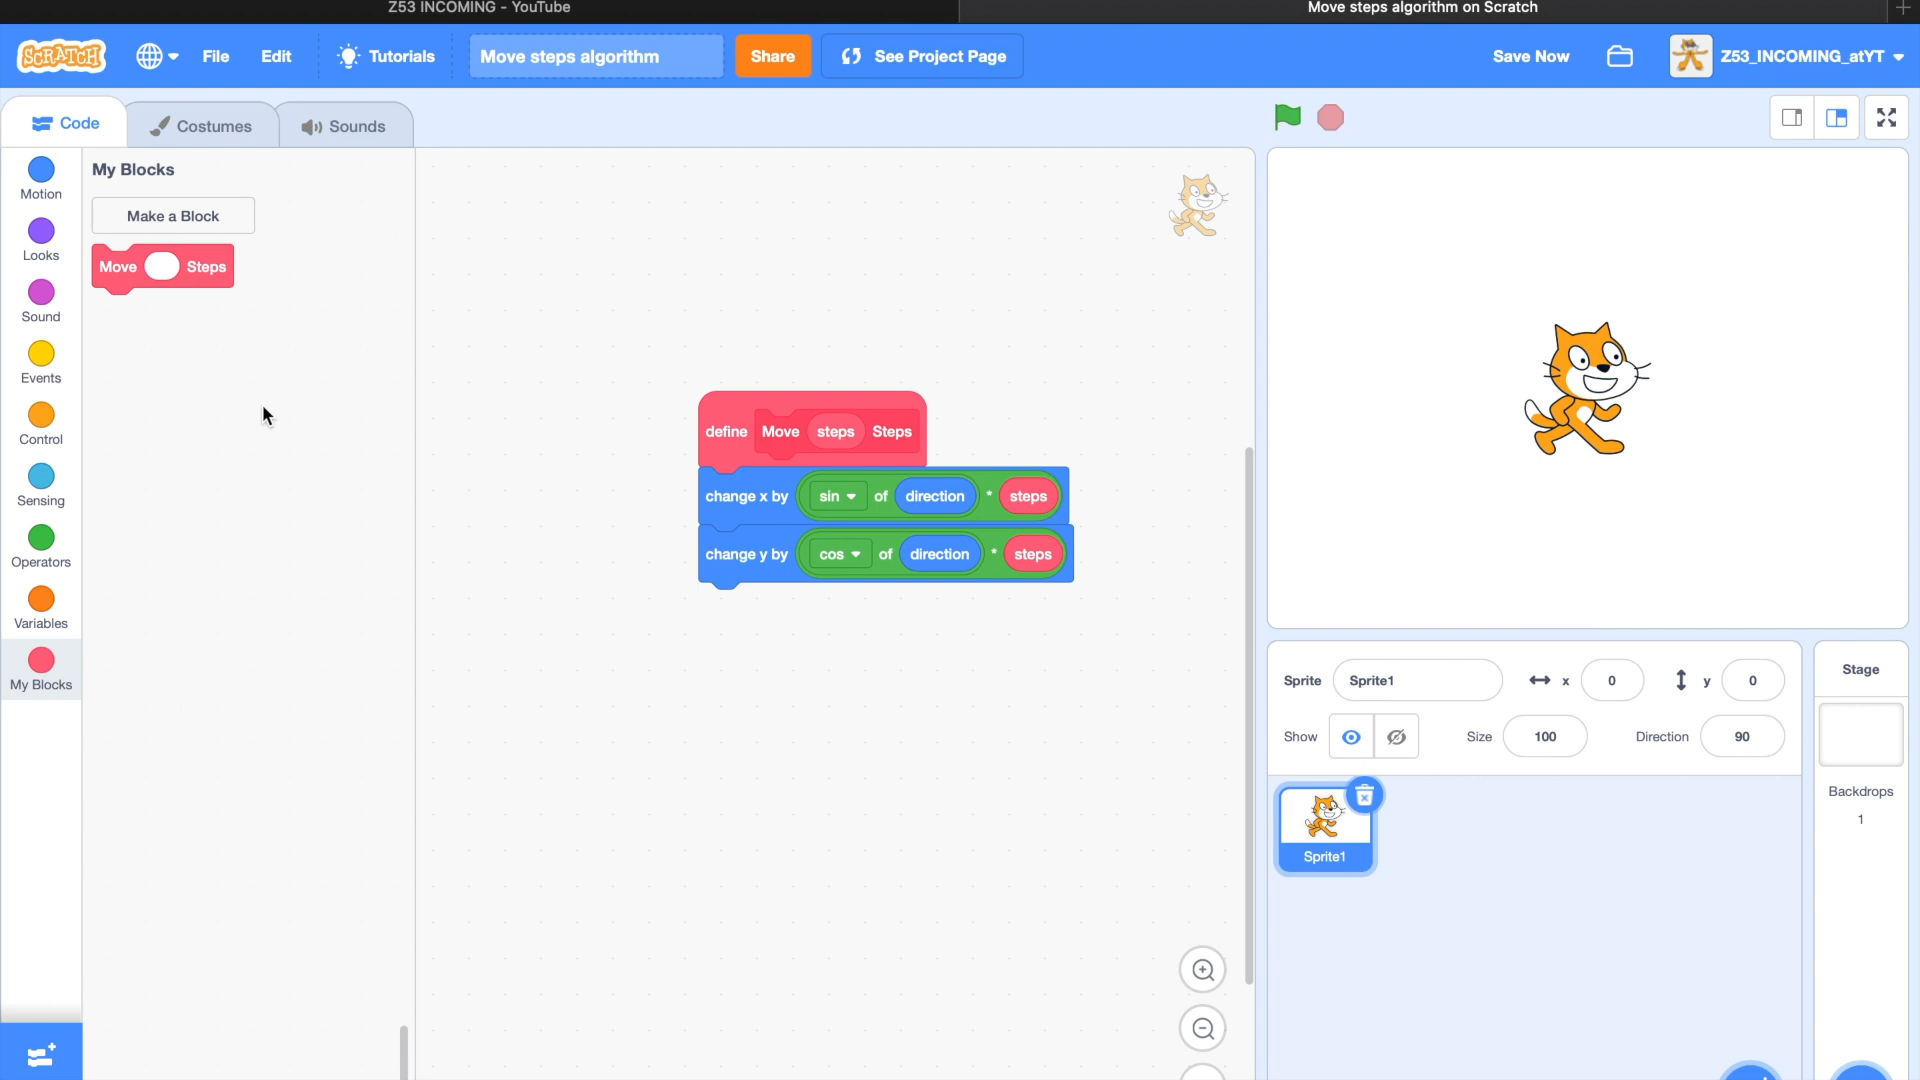 Z53 INCOMING - YouTube
Move steps algorithm on Scratch
SCRATCH
File
Edit
Tutorials
Move steps algorithm
Share
See Project Page
Save Now
Z53_INCOMING_atYT
Code
Costumes
Sounds
Motion
Looks
Sound
Events
Control
Sensing
Operators
Variables
My Blocks
My Blocks
Make a Block
Move Steps
define Move steps Steps
change x by sin of direction * steps
change y by cos of direction * steps
Sprite Sprite1 x 0 y 0
Show Size 100 Direction 90
Sprite1
Stage
Backdrops
1